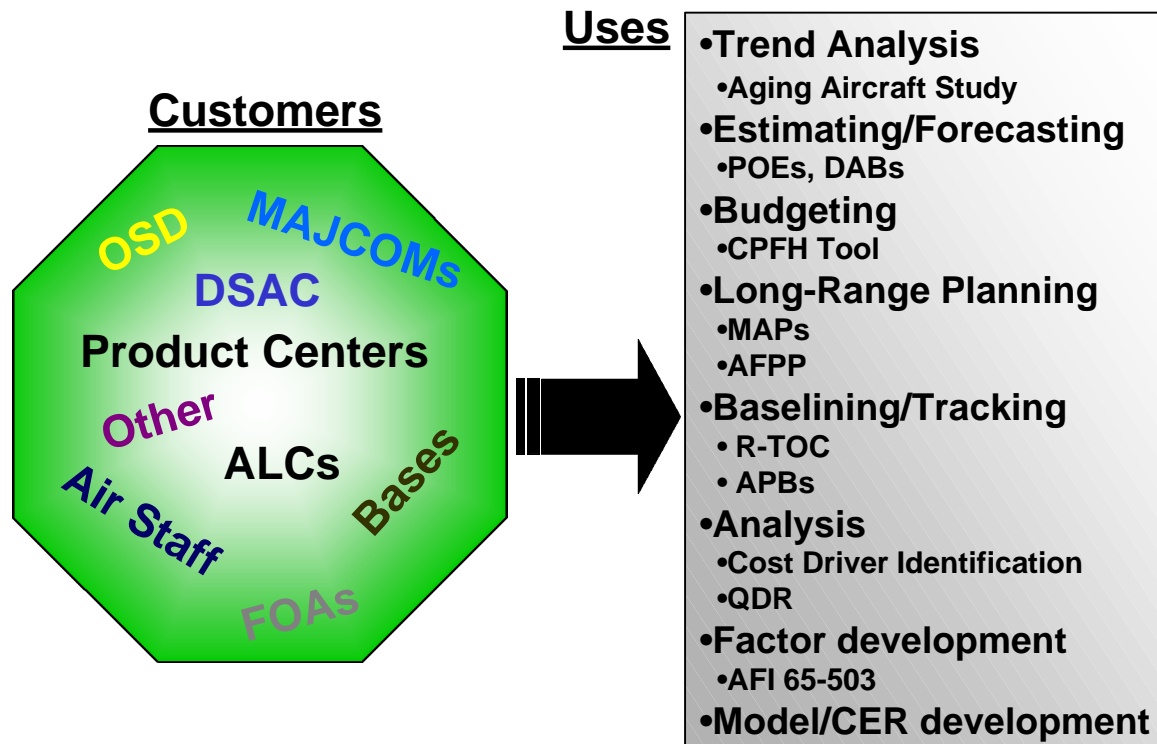 Customers
OSD
MAJCOMs
DSAC
Product Centers
Other
ALCs
Bases
Air Staff
FOAs
Uses
•Trend Analysis
•Aging Aircraft Study
•Estimating/Forecasting
•POEs, DABs
•Budgeting
•CPFH Tool
•Long-Range Planning
•MAPs
•AFPP
•Baselining/Tracking
• R-TOC
• APBs
•Analysis
•Cost Driver Identification
•QDR
•Factor development
•AFI 65-503
•Model/CER development